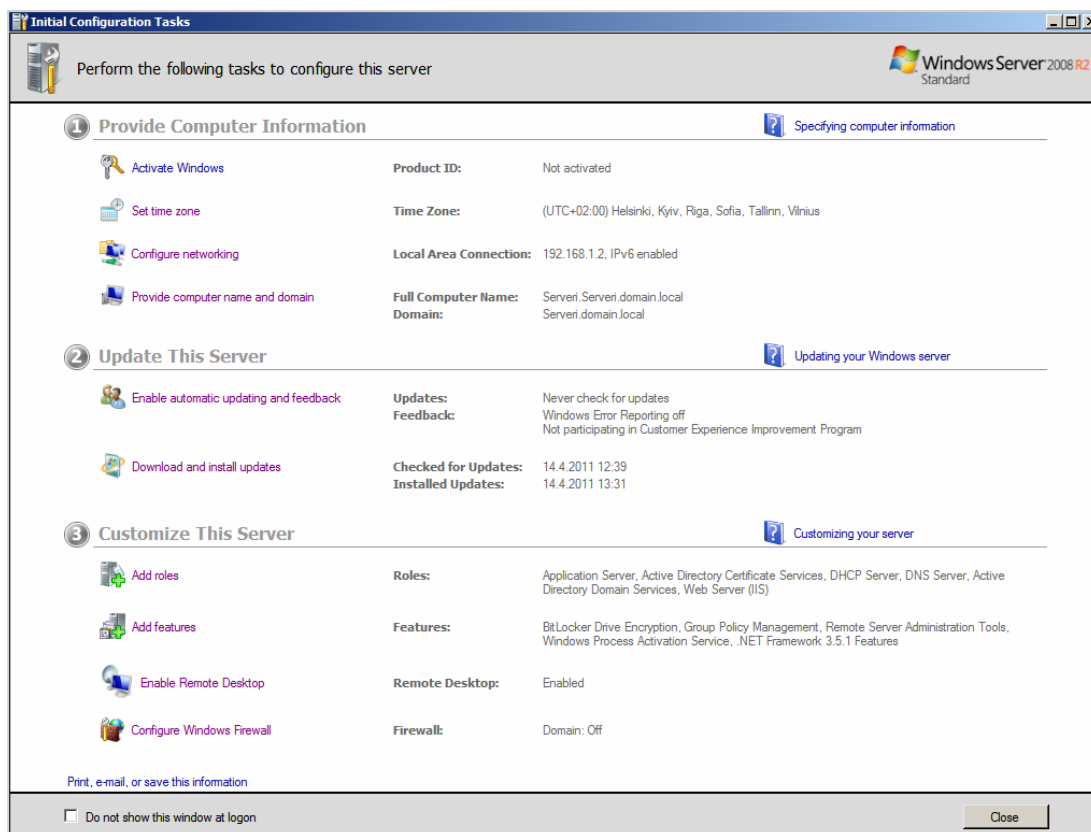 Initial Configuration Tasks
Perform the following tasks to configure this server
Windows Server 2008 R2
Standard
1 Provide Computer Information
? Specifying computer information
Activate Windows Product ID: Not activated
Set time zone Time Zone: (UTC+02:00) Helsinki, Kyiv, Riga, Sofia, Tallinn, Vilnius
Configure networking Local Area Connection: 192.168.1.2, IPv6 enabled
Provide computer name and domain Full Computer Name: Serveri.Serveri.domain.local
Domain: Serveri.domain.local
2 Update This Server
? Updating your Windows server
Enable automatic updating and feedback Updates: Never check for updates
Feedback: Windows Error Reporting off
Not participating in Customer Experience Improvement Program
Download and install updates Checked for Updates: 14.4.2011 12:39
Installed Updates: 14.4.2011 13:31
3 Customize This Server
? Customizing your server
Add roles Roles: Application Server, Active Directory Certificate Services, DHCP Server, DNS Server, Active
Directory Domain Services, Web Server (IIS)
Add features Features: BitLocker Drive Encryption, Group Policy Management, Remote Server Administration Tools,
Windows Process Activation Service, .NET Framework 3.5.1 Features
Enable Remote Desktop Remote Desktop: Enabled
Configure Windows Firewall Firewall: Domain: Off
Print, e-mail, or save this information
Do not show this window at logon
Close